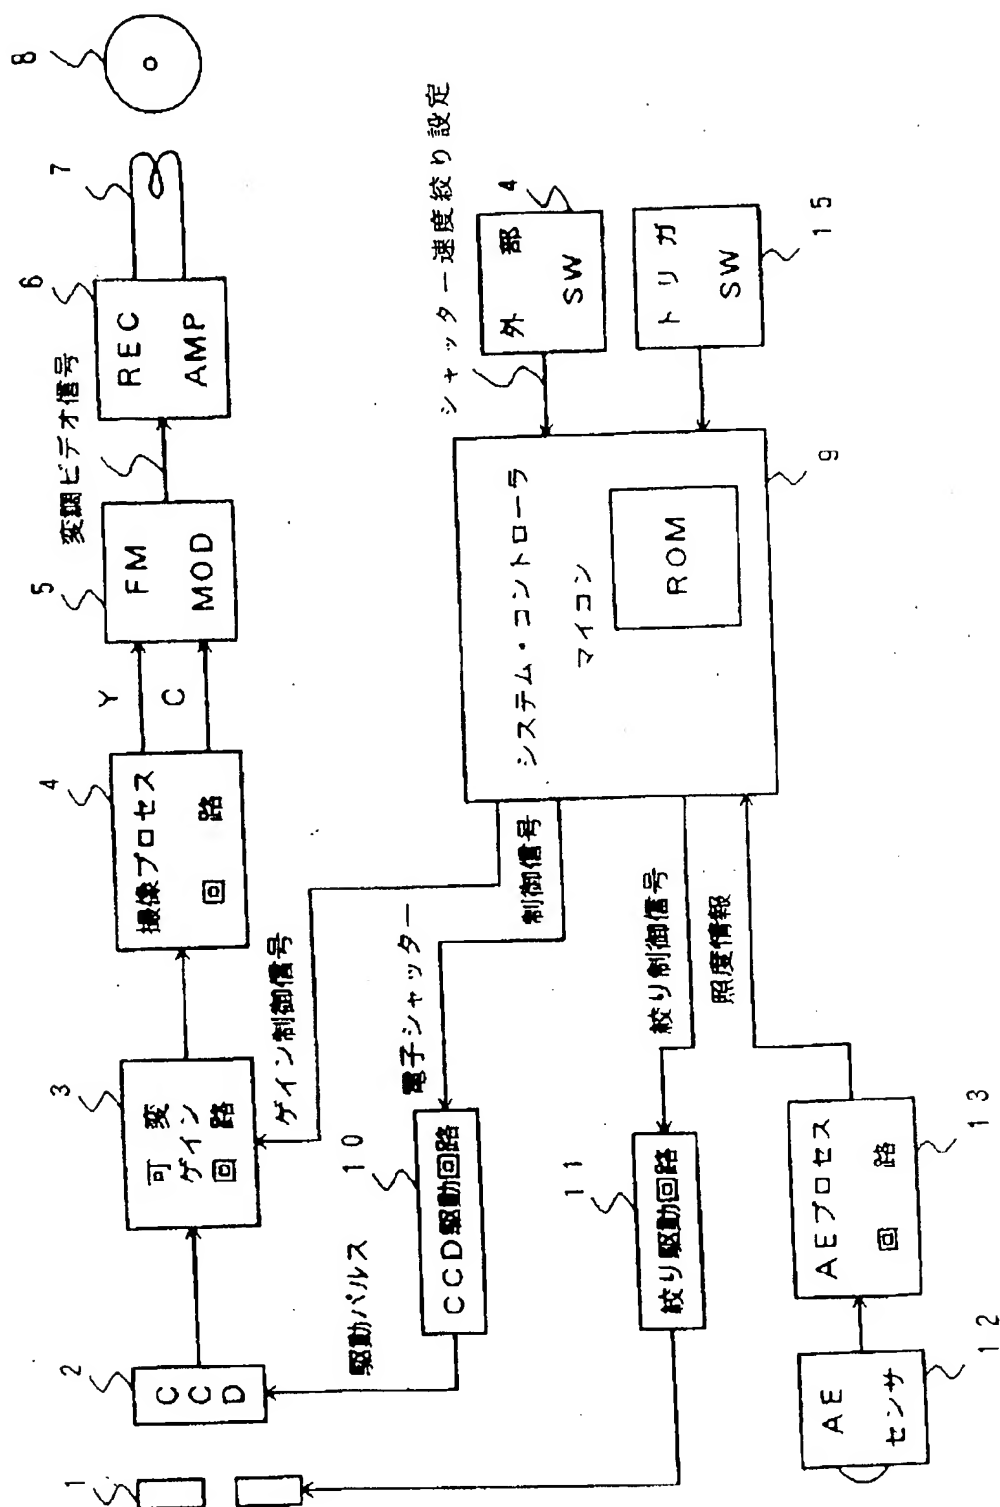 1
2
CCD
3
可変
ゲイン
回路
4
撮像プロセス
回路
Y
C
5
FM
MOD
変調ビデオ信号
6
REC
AMP
7
8
ゲイン制御信号
駆動パルス
10
CCD駆動回路
電子シャッター
制御信号
11
絞り駆動回路
絞り制御信号
照度情報
12
AE
センサ
13
AEプロセス
回路
システム・コントローラ
マイコン
ROM
9
シャッター速度絞り設定
4
外部
SW
トリガ
SW
15